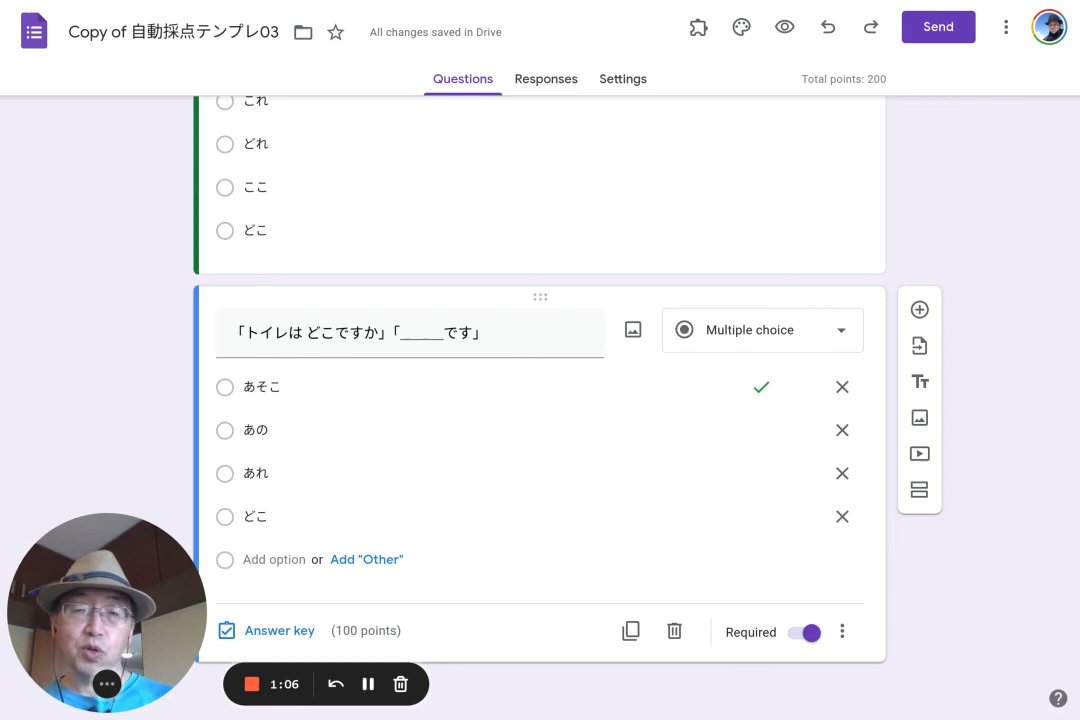 Copy of 自動採点テンプレ03
All changes saved in Drive
Send
Questions
Responses
Settings
Total points: 200
これ
どれ
ここ
どこ
「トイレは どこですか」「_____です」
Multiple choice
あそこ
あの
あれ
どこ
Add option or Add "Other"
Answer key (100 points)
Required
1:06